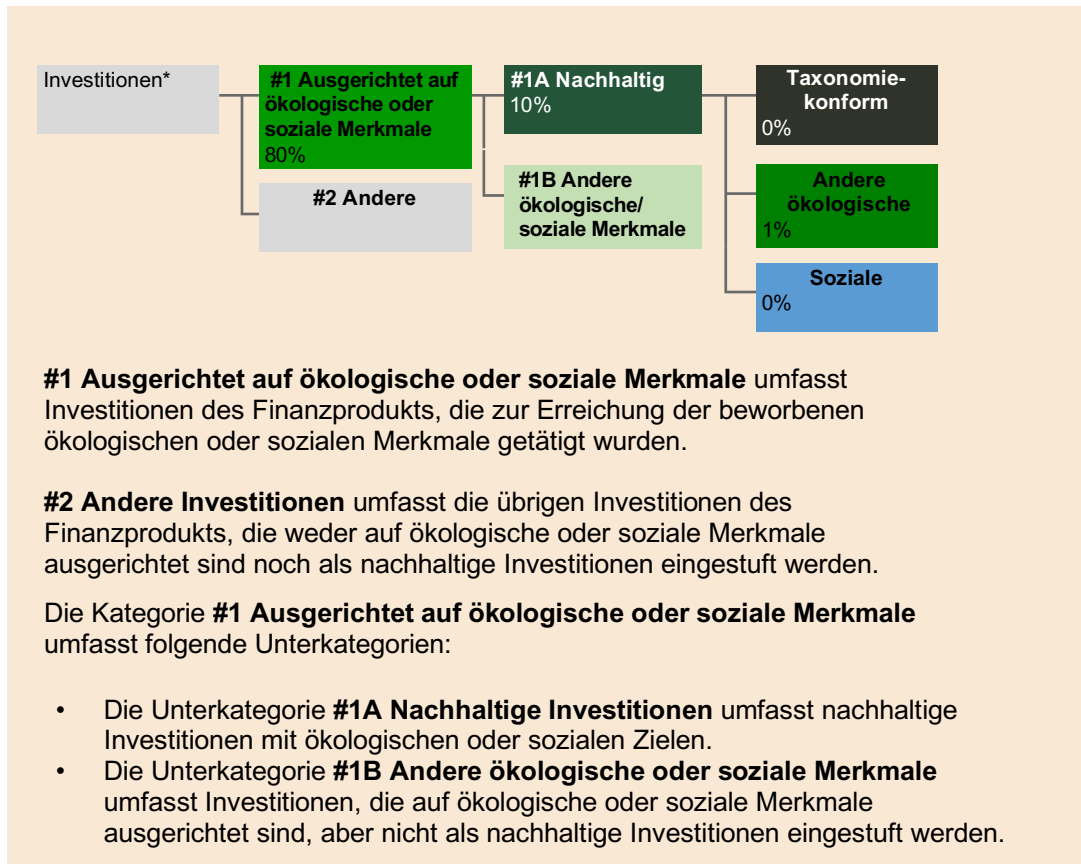 Investitionen*
#1 Ausgerichtet auf
ökologische oder
soziale Merkmale
80%
#2 Andere
#1A Nachhaltig
10%
#1B Andere
ökologische/
soziale Merkmale
Taxonomie-
konform
0%
Andere
ökologische
1%
Soziale
0%
#1 Ausgerichtet auf ökologische oder soziale Merkmale umfasst
Investitionen des Finanzprodukts, die zur Erreichung der beworbenen
ökologischen oder sozialen Merkmale getätigt wurden.
#2 Andere Investitionen umfasst die übrigen Investitionen des
Finanzprodukts, die weder auf ökologische oder soziale Merkmale
ausgerichtet sind noch als nachhaltige Investitionen eingestuft werden.
Die Kategorie #1 Ausgerichtet auf ökologische oder soziale Merkmale
umfasst folgende Unterkategorien:
• Die Unterkategorie #1A Nachhaltige Investitionen umfasst nachhaltige
Investitionen mit ökologischen oder sozialen Zielen.
• Die Unterkategorie #1B Andere ökologische oder soziale Merkmale
umfasst Investitionen, die auf ökologische oder soziale Merkmale
ausgerichtet sind, aber nicht als nachhaltige Investitionen eingestuft werden.